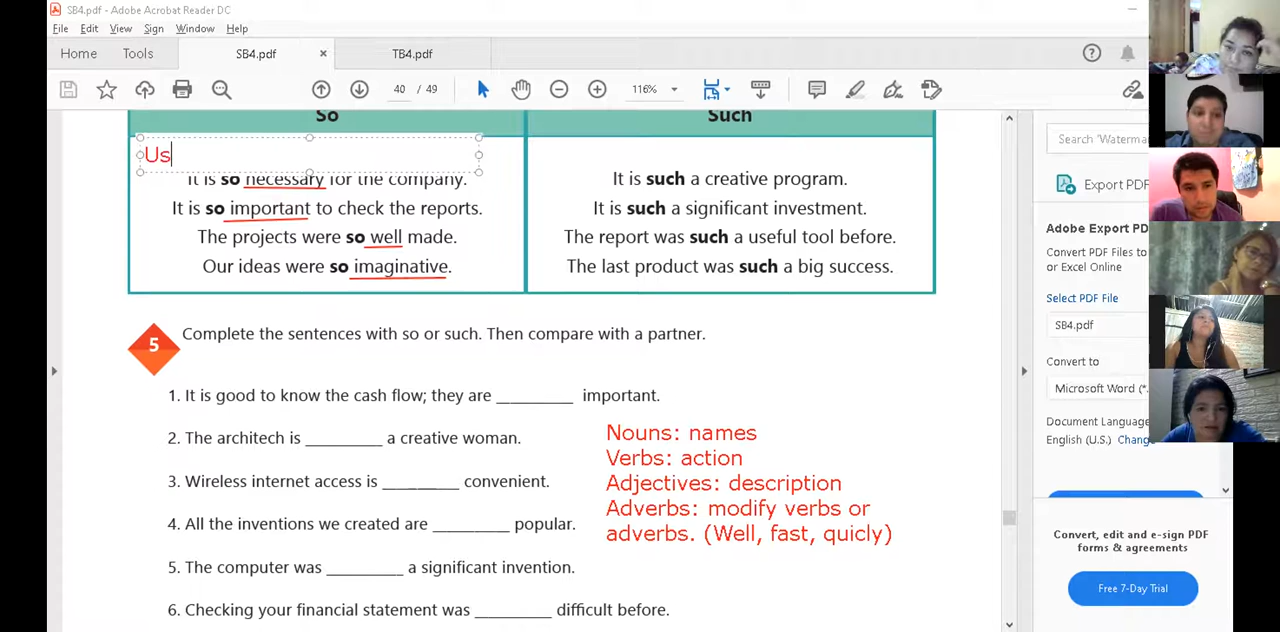 SB4.pdf - Adobe Acrobat Reader DC
File Edit View Sign Window Help
Home Tools SB4.pdf × TB4.pdf
40 / 49 116%
So Such
Us
It is so necessary for the company. It is such a creative program.
It is so important to check the reports. It is such a significant investment.
The projects were so well made. The report was such a useful tool before.
Our ideas were so imaginative. The last product was such a big success.
5 Complete the sentences with so or such. Then compare with a partner.
1. It is good to know the cash flow; they are _________ important.
2. The architech is _________ a creative woman.
3. Wireless internet access is _________ convenient.
4. All the inventions we created are _________ popular.
5. The computer was _________ a significant invention.
6. Checking your financial statement was _________ difficult before.
Nouns: names
Verbs: action
Adjectives: description
Adverbs: modify verbs or
adverbs. (Well, fast, quicly)
Search 'Waterma
Export PDF
Adobe Export PD
Convert PDF Files to
or Excel Online
Select PDF File
SB4.pdf
Convert to
Microsoft Word (*.
Document Languag
English (U.S.) Change
Convert, edit and e-sign PDF
forms & agreements
Free 7-Day Trial